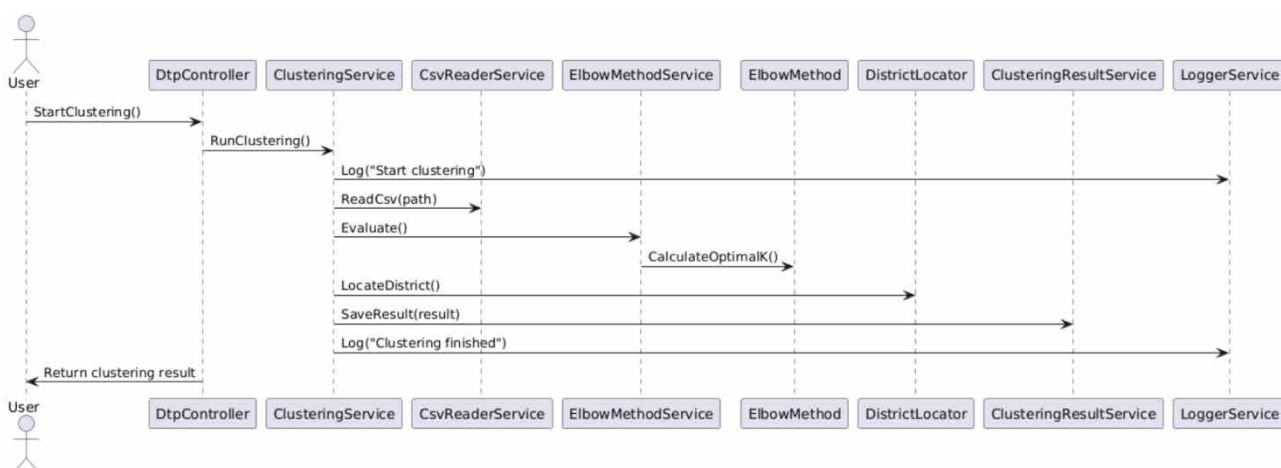 User
DtpController
ClusteringService
CsvReaderService
ElbowMethodService
ElbowMethod
DistrictLocator
ClusteringResultService
LoggerService
StartClustering()
RunClustering()
Log("Start clustering")
ReadCsv(path)
Evaluate()
CalculateOptimalK()
LocateDistrict()
SaveResult(result)
Log("Clustering finished")
Return clustering result
User
DtpController
ClusteringService
CsvReaderService
ElbowMethodService
ElbowMethod
DistrictLocator
ClusteringResultService
LoggerService